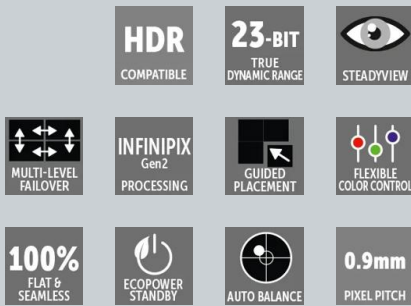 HDR
COMPATIBLE
23-BIT
TRUE
DYNAMIC RANGE
STEADYVIEW
MULTI-LEVEL
FAILOVER
INFINIPIX
Gen2
PROCESSING
GUIDED
PLACEMENT
FLEXIBLE
COLOR CONTROL
100%
FLAT &
SEAMLESS
ECOPOWER
STANDBY
AUTO BALANCE
0.9mm
PIXEL PITCH